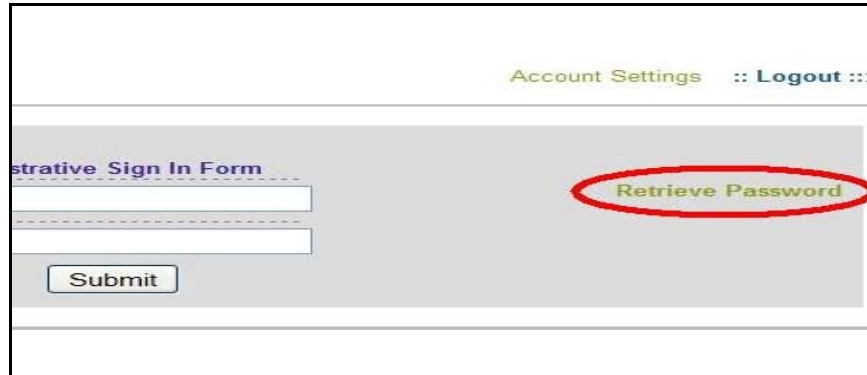 Account Settings :: Logout ::
strative Sign In Form
Retrieve Password
Submit